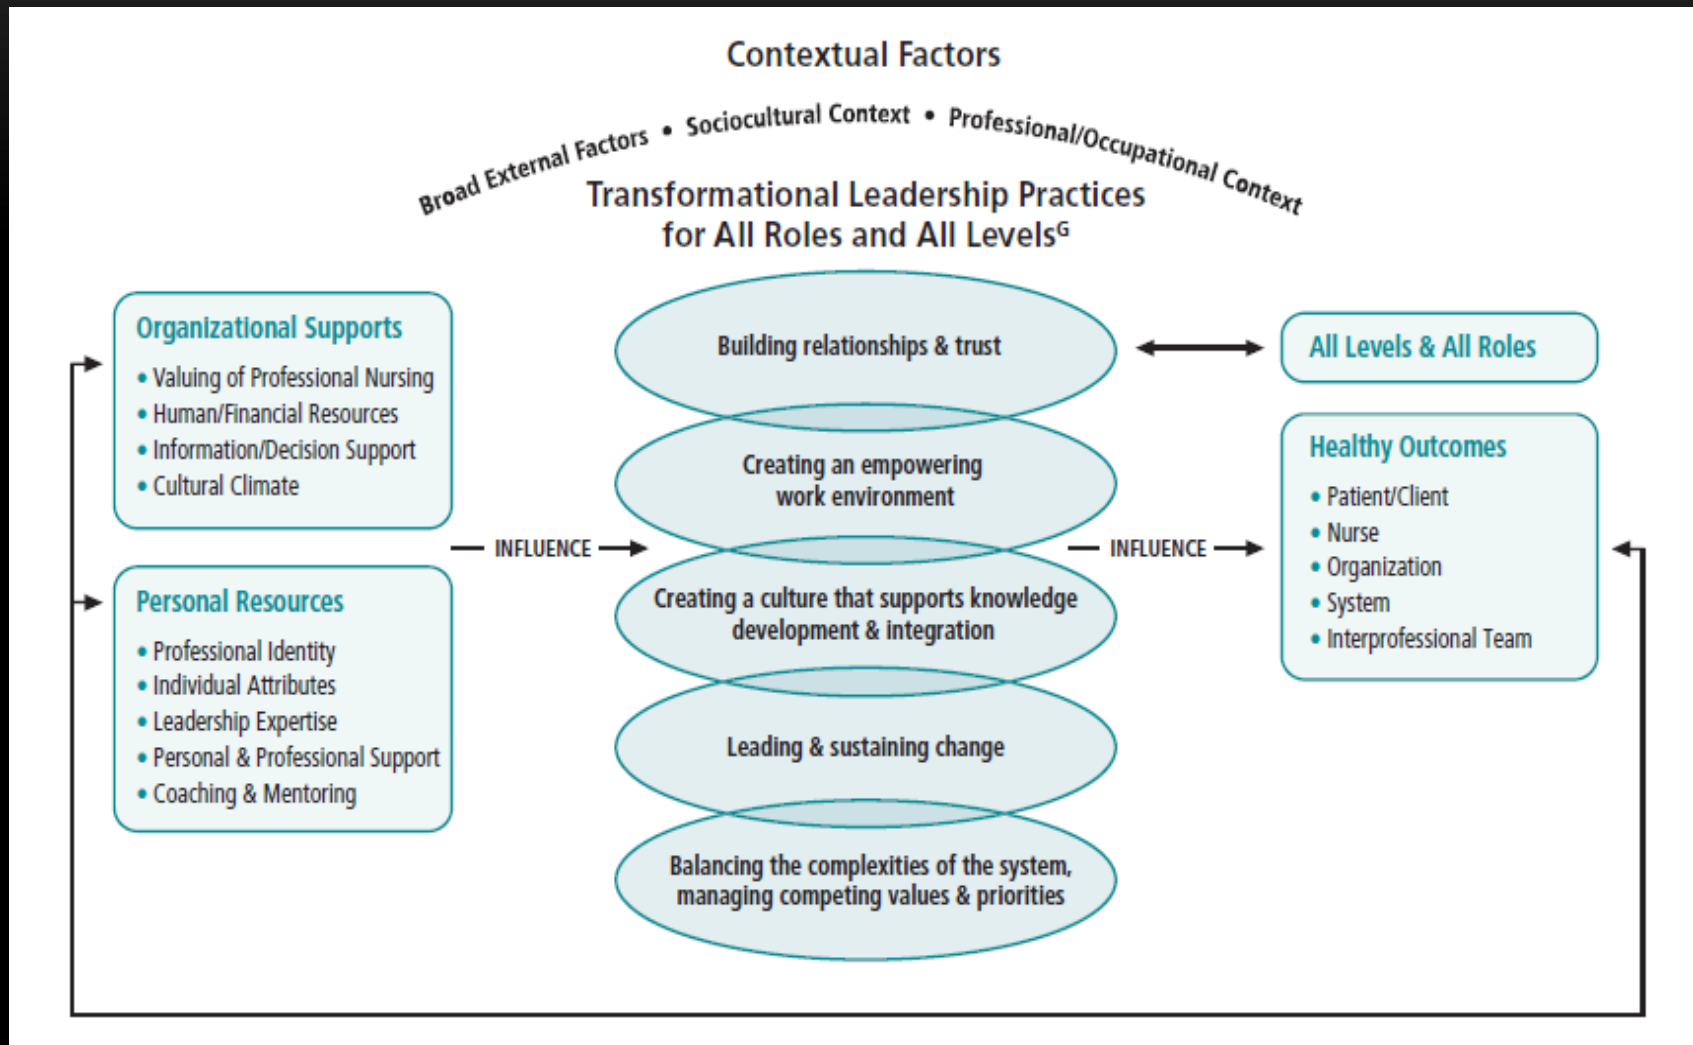 Contextual Factors
Broad External Factors • Sociocultural Context • Professional/Occupational Context
Transformational Leadership Practices
for All Roles and All Levelsᴳ
Organizational Supports
• Valuing of Professional Nursing
• Human/Financial Resources
• Information/Decision Support
• Cultural Climate
Personal Resources
• Professional Identity
• Individual Attributes
• Leadership Expertise
• Personal & Professional Support
• Coaching & Mentoring
INFLUENCE
Building relationships & trust
Creating an empowering
work environment
Creating a culture that supports knowledge
development & integration
Leading & sustaining change
Balancing the complexities of the system,
managing competing values & priorities
INFLUENCE
All Levels & All Roles
Healthy Outcomes
• Patient/Client
• Nurse
• Organization
• System
• Interprofessional Team